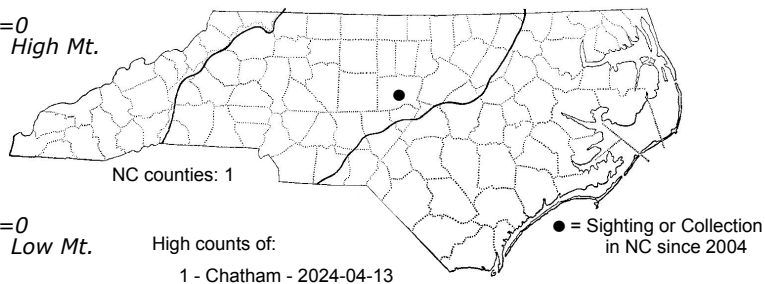 =0
High Mt.
NC counties: 1
=0
Low Mt.
High counts of:
1 - Chatham - 2024-04-13
● = Sighting or Collection
in NC since 2004